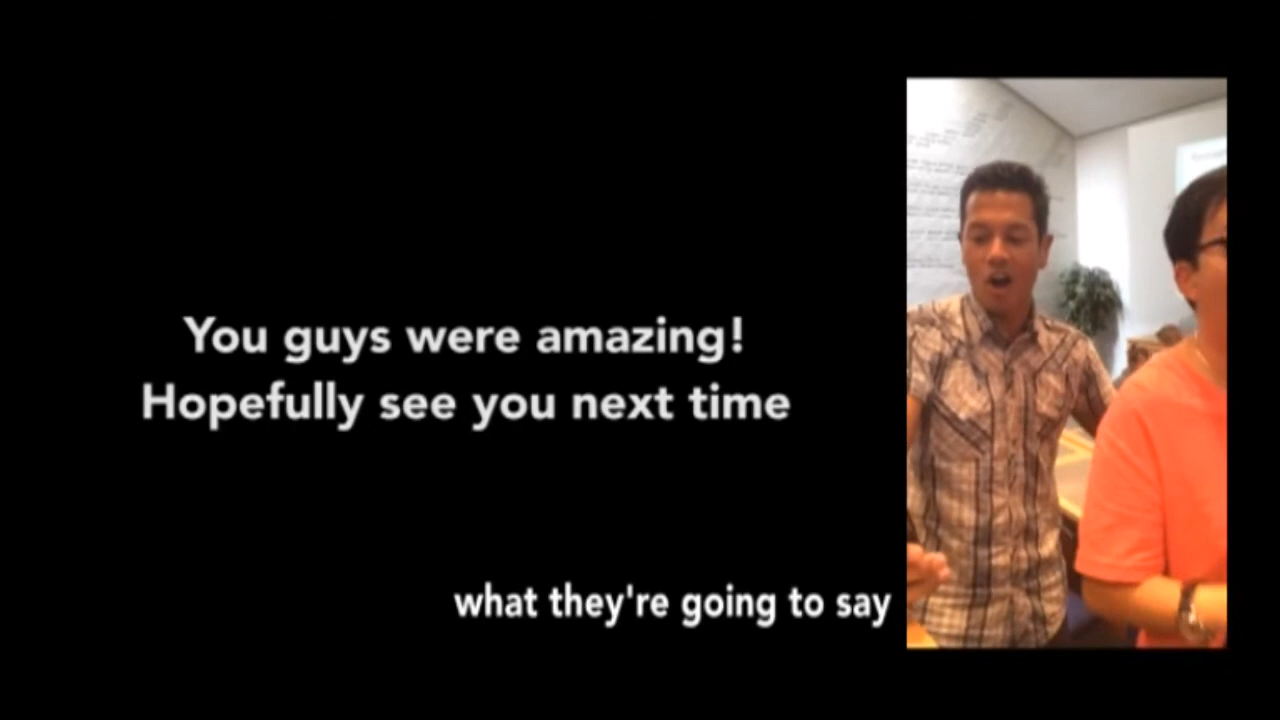 You guys were amazing!
Hopefully see you next time
what they're going to say